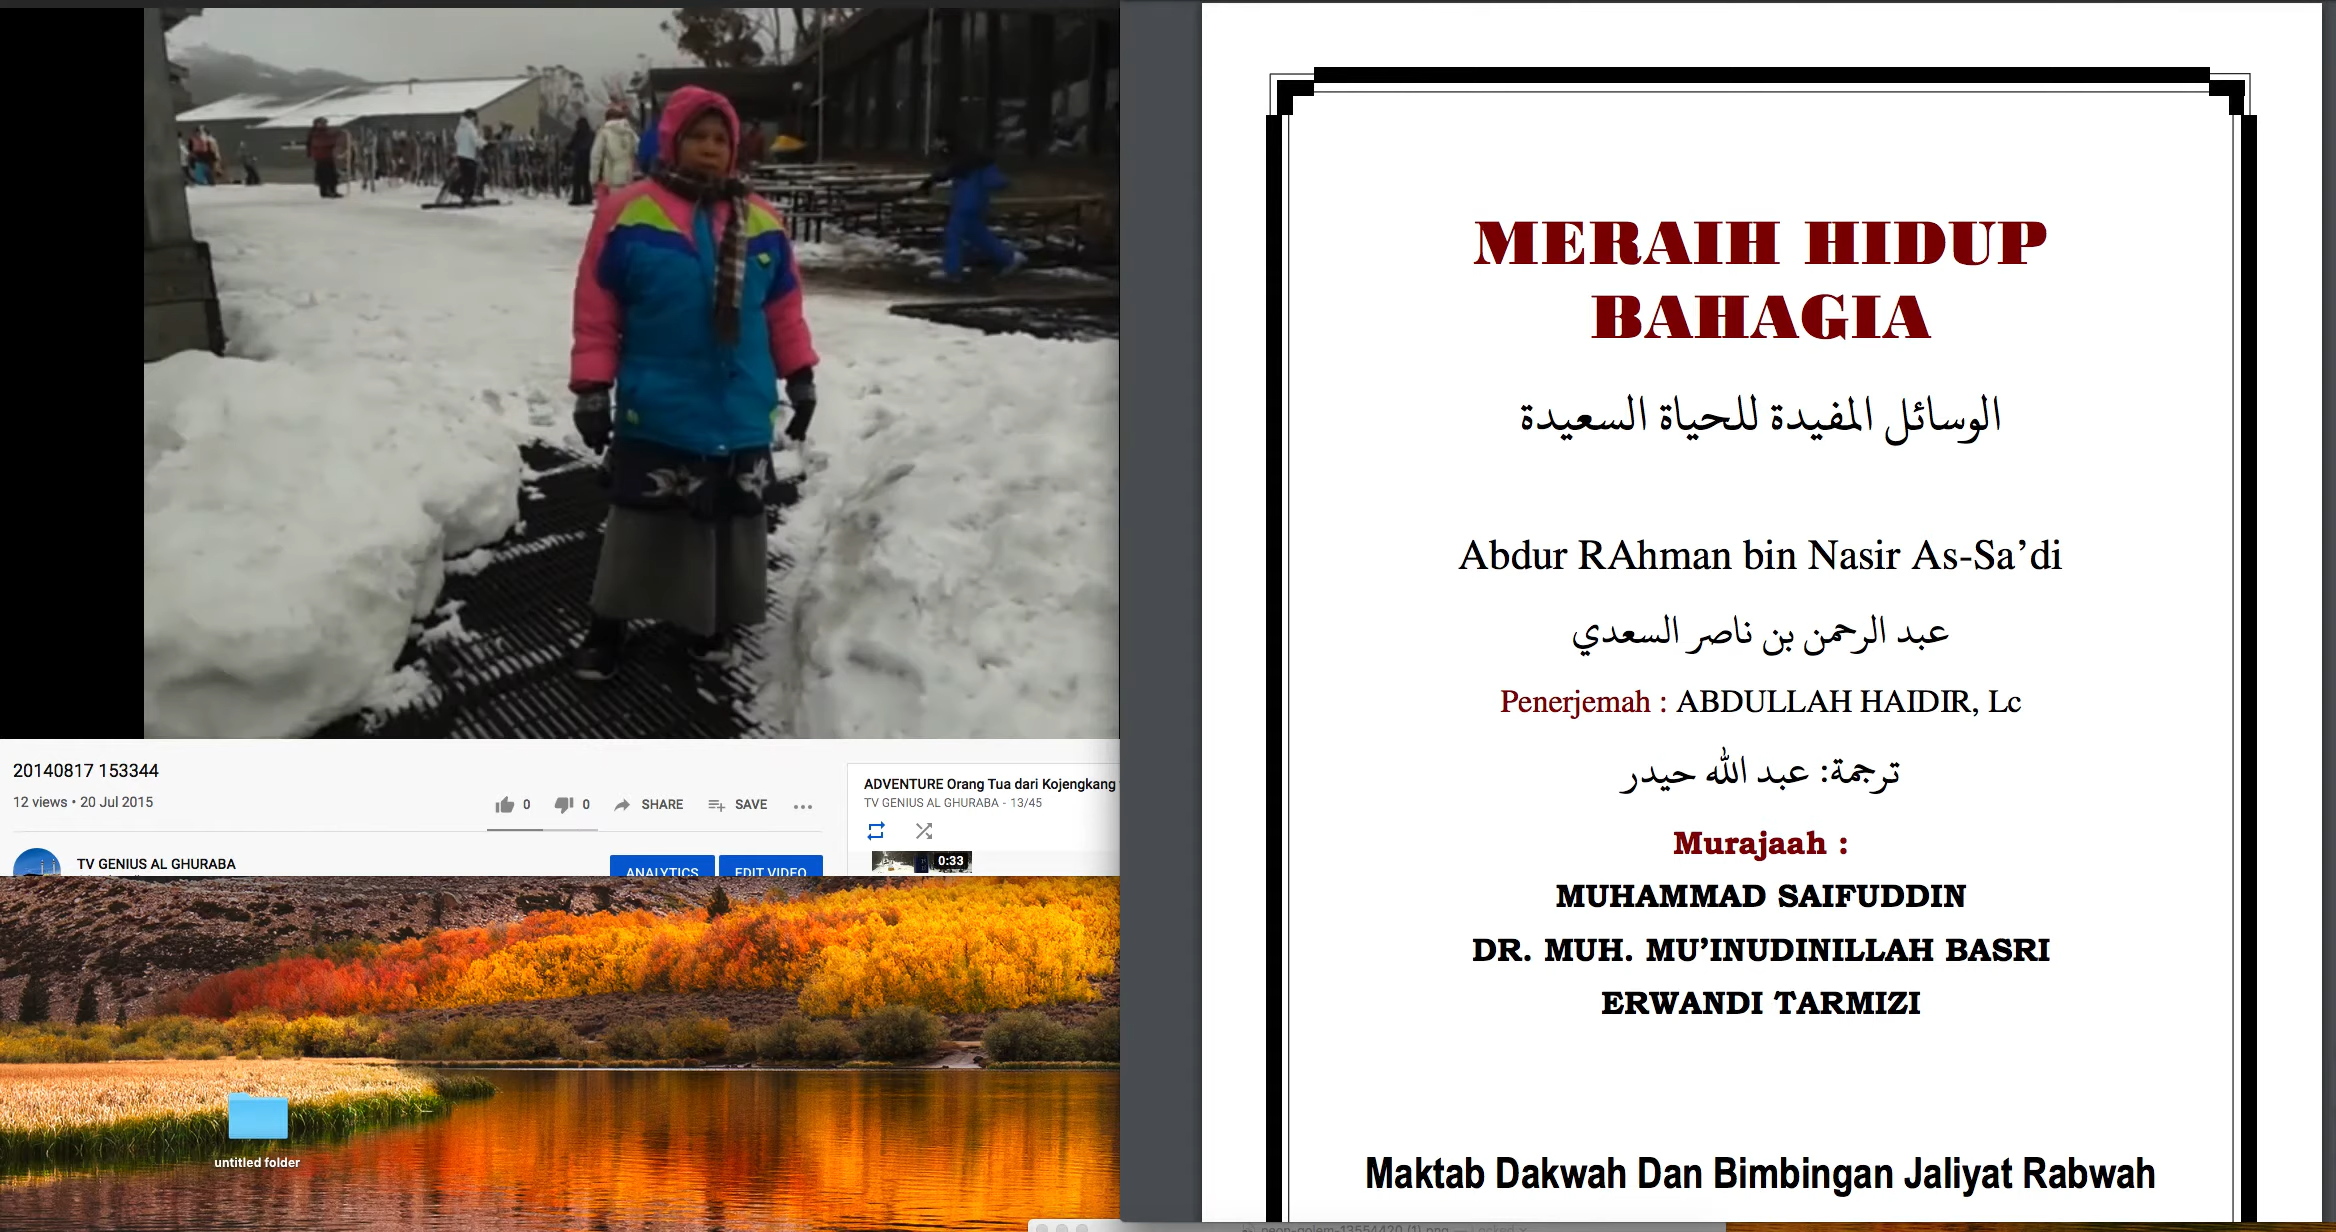 20140817 153344
12 views • 20 Jul 2015
0
0
SHARE
SAVE
TV GENIUS AL GHURABA
ANALYTICS
EDIT VIDEO
ADVENTURE Orang Tua dari Kojengkang
TV GENIUS AL GHURABA - 13/45
0:33
untitled folder
MERAIH HIDUP
BAHAGIA
الوسائل المفيدة للحياة السعيدة
Abdur RAhman bin Nasir As-Sa’di
عبد الرحمن بن ناصر السعدي
Penerjemah : ABDULLAH HAIDIR, Lc
ترجمة: عبد الله حيدر
Murajaah :
MUHAMMAD SAIFUDDIN
DR. MUH. MU’INUDINILLAH BASRI
ERWANDI TARMIZI
Maktab Dakwah Dan Bimbingan Jaliyat Rabwah